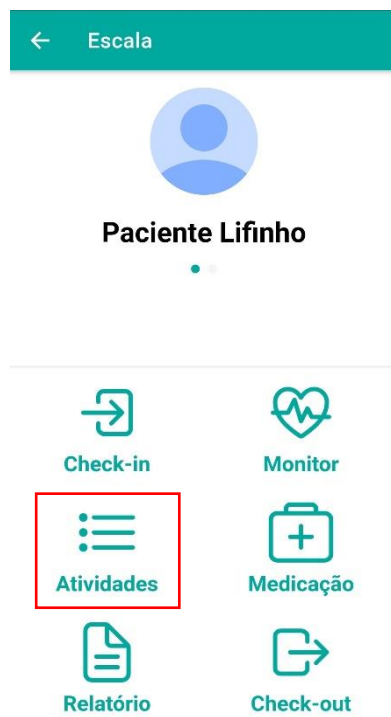 Escala
Paciente Lifinho
Check-in
Monitor
Atividades
Medicação
Relatório
Check-out